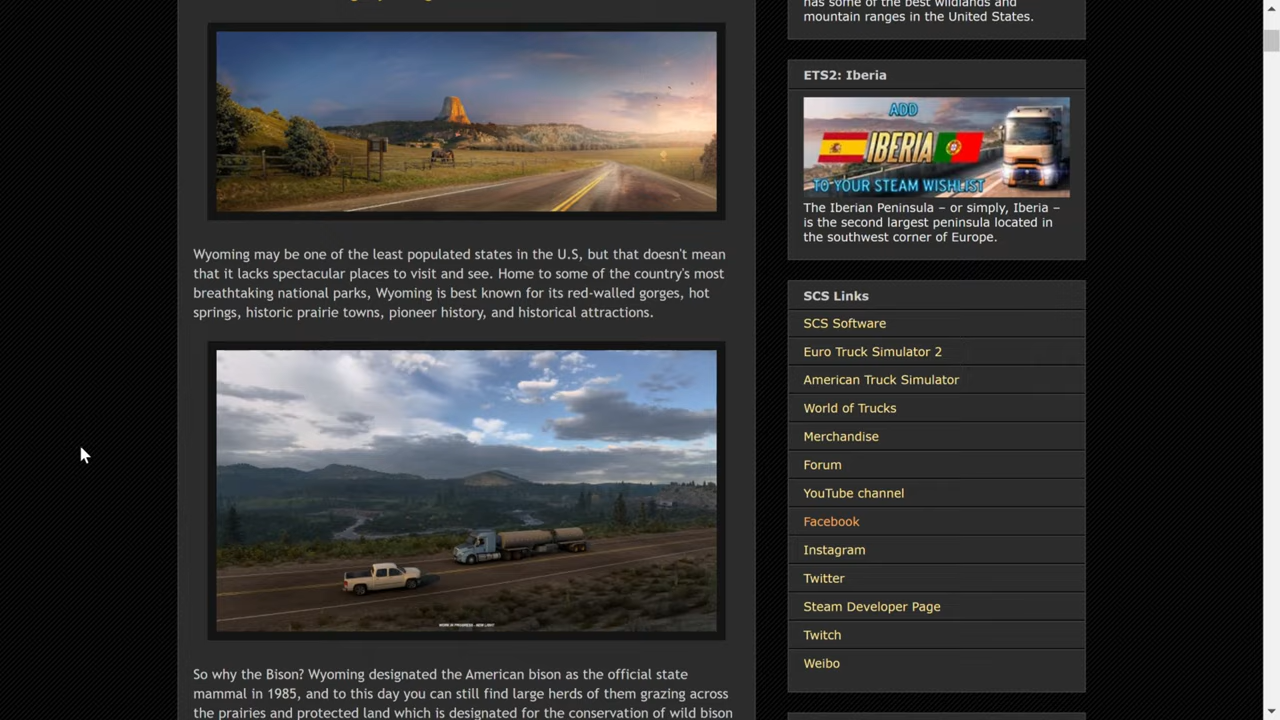 Wyoming may be one of the least populated states in the U.S, but that doesn't mean
that it lacks spectacular places to visit and see. Home to some of the country's most
breathtaking national parks, Wyoming is best known for its red-walled gorges, hot
springs, historic prairie towns, pioneer history, and historical attractions.
WORK IN PROGRESS - NEW LIGHT
So why the Bison? Wyoming designated the American bison as the official state
mammal in 1985, and to this day you can still find large herds of them grazing across
the prairies and protected land which is designated for the conservation of wild bison
has some of the best wildlands and
mountain ranges in the United States.
ETS2: Iberia
ADD
IBERIA
TO YOUR STEAM WISHLIST
The Iberian Peninsula – or simply, Iberia –
is the second largest peninsula located in
the southwest corner of Europe.
SCS Links
SCS Software
Euro Truck Simulator 2
American Truck Simulator
World of Trucks
Merchandise
Forum
YouTube channel
Facebook
Instagram
Twitter
Steam Developer Page
Twitch
Weibo